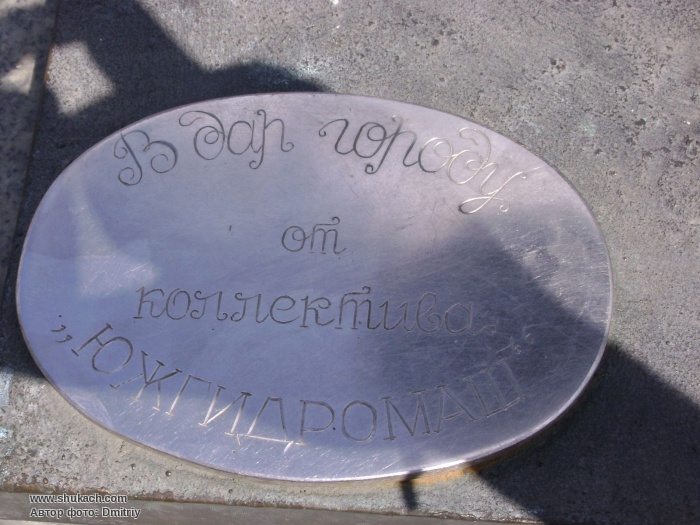 В дар городу
от
коллектива
„ЮЖГИДРОМАШ“
www.shukach.com
Автор фото: Dmitriy